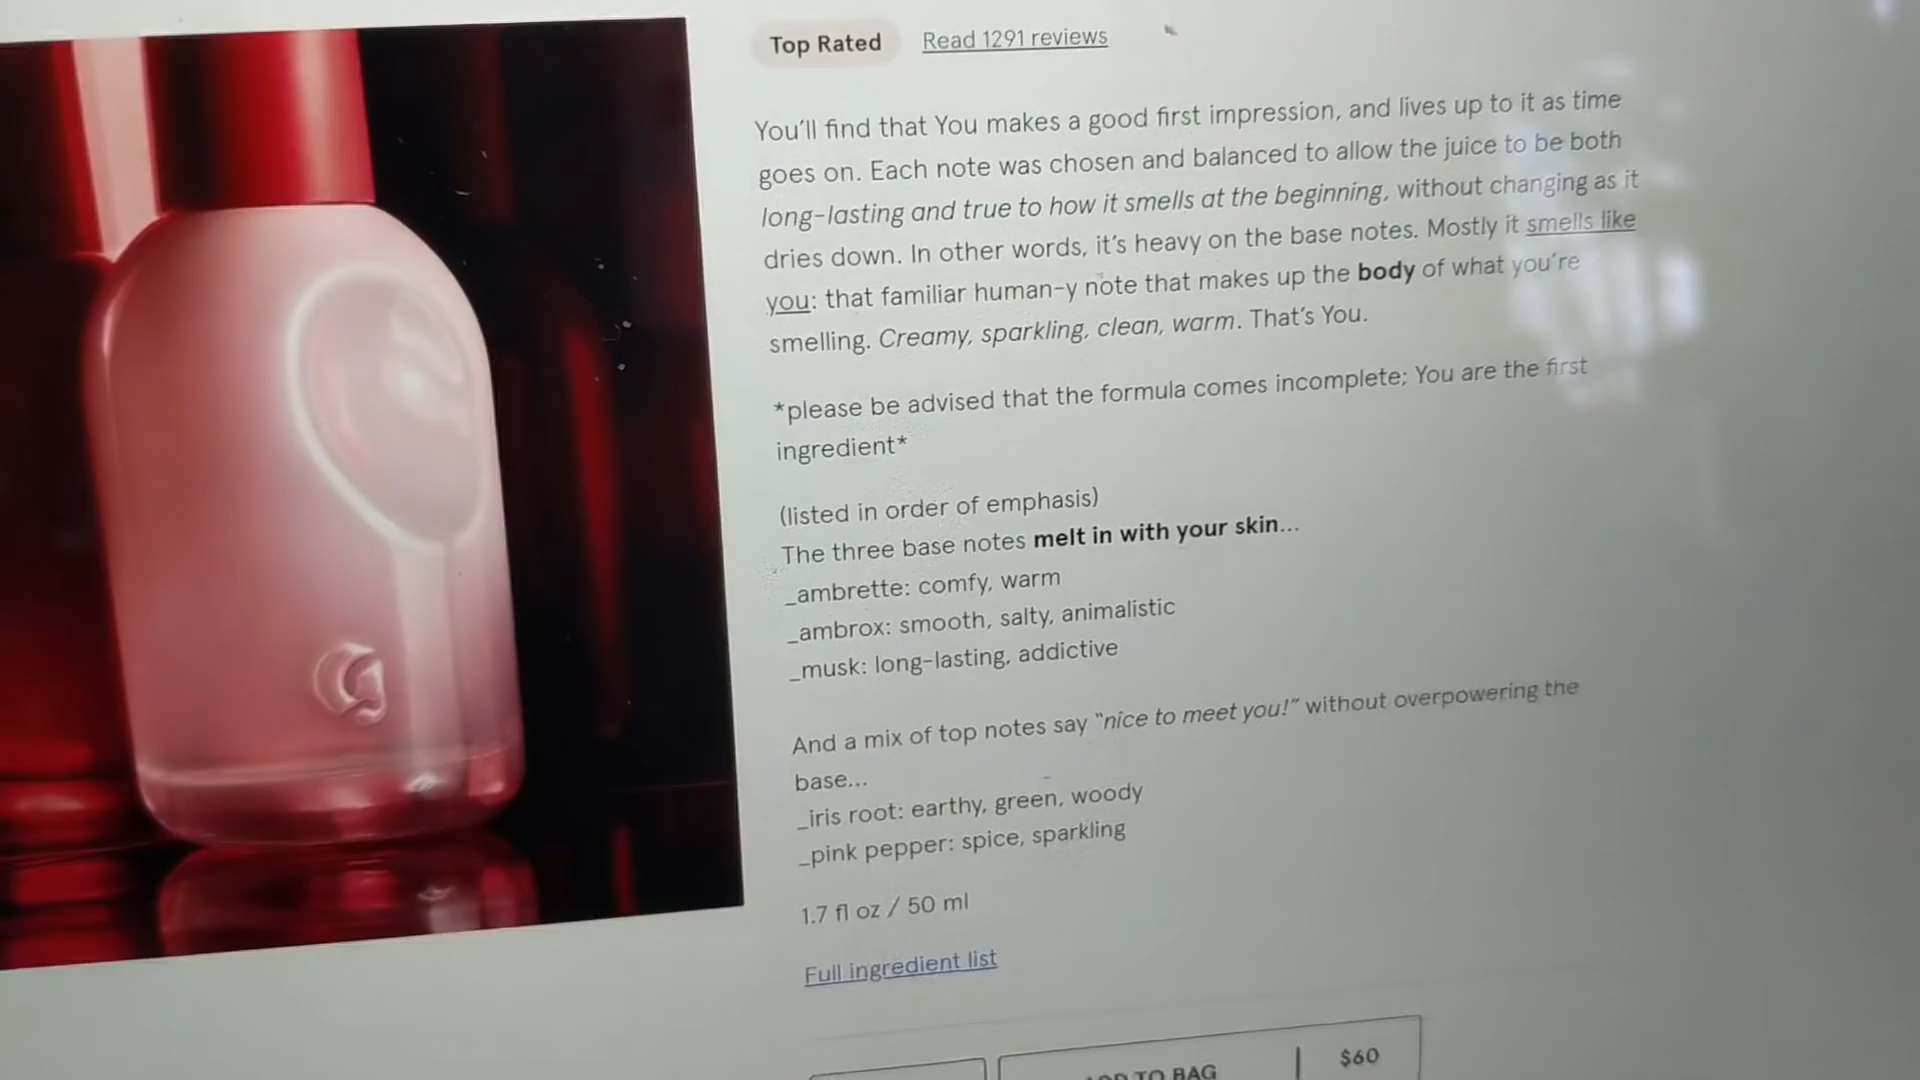 Top Rated Read 1291 reviews
You'll find that You makes a good first impression, and lives up to it as time
goes on. Each note was chosen and balanced to allow the juice to be both
long-lasting and true to how it smells at the beginning, without changing as it
dries down. In other words, it's heavy on the base notes. Mostly it smells like
you: that familiar human-y note that makes up the body of what you're
smelling. Creamy, sparkling, clean, warm. That's You.
*please be advised that the formula comes incomplete; You are the first
ingredient*
(listed in order of emphasis)
The three base notes melt in with your skin...
_ambrette: comfy, warm
_ambrox: smooth, salty, animalistic
_musk: long-lasting, addictive
And a mix of top notes say "nice to meet you!" without overpowering the
base...
_iris root: earthy, green, woody
_pink pepper: spice, sparkling
1.7 fl oz / 50 ml
Full ingredient list
ADD TO BAG | $60
G